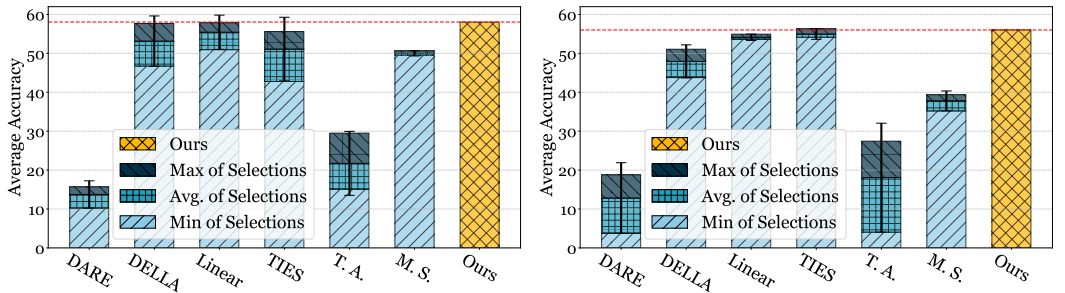 Average Accuracy
60
50
40
30
20
10
0
Ours
Max of Selections
Avg. of Selections
Min of Selections
DARE
DELLA
Linear
TIES
T. A.
M. S.
Ours
Average Accuracy
60
50
40
30
20
10
0
Ours
Max of Selections
Avg. of Selections
Min of Selections
DARE
DELLA
Linear
TIES
T. A.
M. S.
Ours